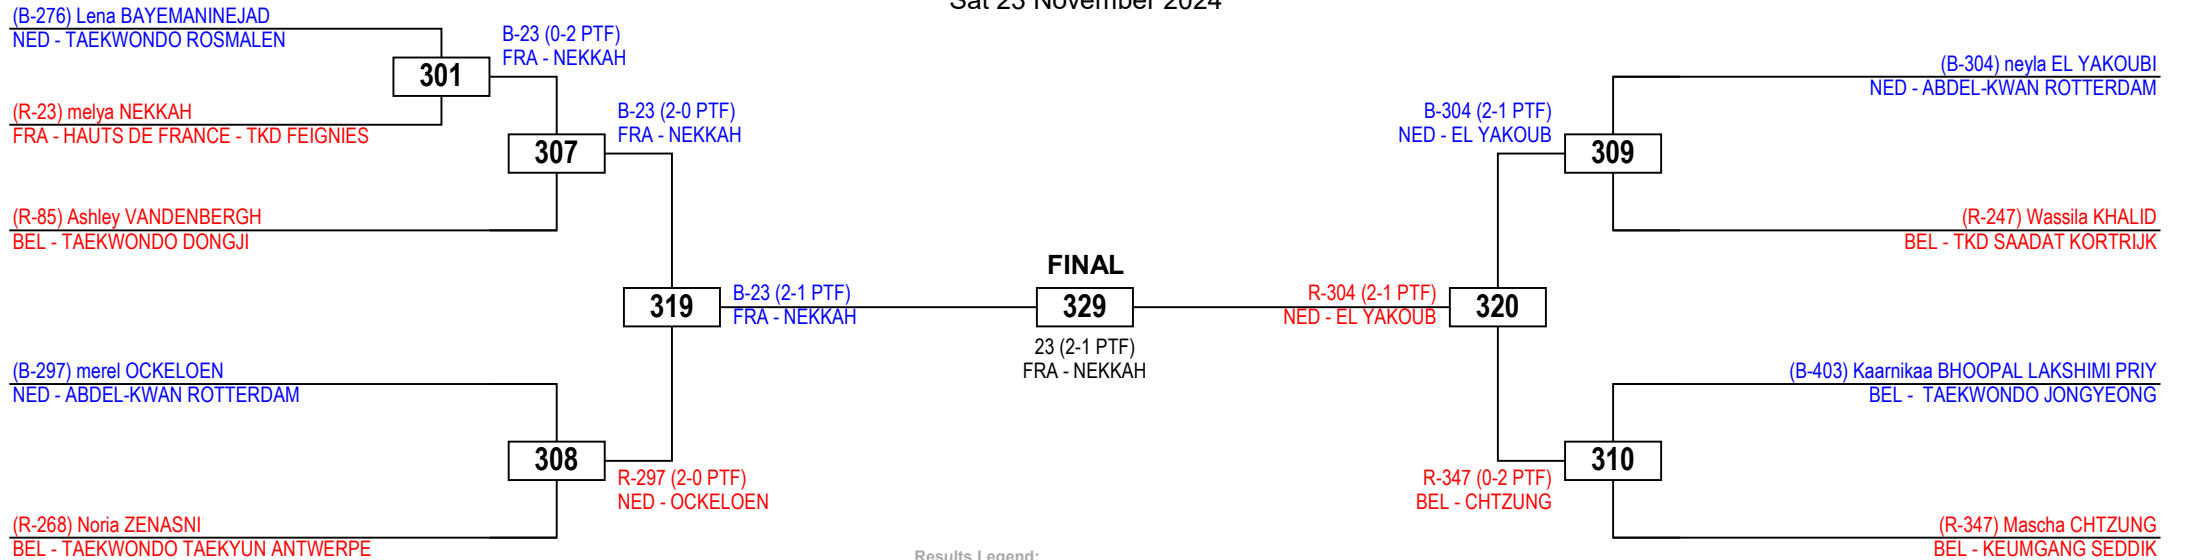 Sat 23 November 2024
(B-276) Lena BAYEMANINEJAD
NED - TAEKWONDO ROSMALEN
B-23 (0-2 PTF)
FRA - NEKKAH
301
(R-23) melya NEKKAH
FRA - HAUTS DE FRANCE - TKD FEIGNIES
B-23 (2-0 PTF)
FRA - NEKKAH
307
(R-85) Ashley VANDENBERGH
BEL - TAEKWONDO DONGJI
319
B-23 (2-1 PTF)
FRA - NEKKAH
(B-297) merel OCKELOEN
NED - ABDEL-KWAN ROTTERDAM
308
R-297 (2-0 PTF)
NED - OCKELOEN
(R-268) Noria ZENASNI
BEL - TAEKWONDO TAEKYUN ANTWERPE
FINAL
329
23 (2-1 PTF)
FRA - NEKKAH
(B-304) neyla EL YAKOUBI
NED - ABDEL-KWAN ROTTERDAM
B-304 (2-1 PTF)
NED - EL YAKOUB
309
(R-247) Wassila KHALID
BEL - TKD SAADAT KORTRIJK
R-304 (2-1 PTF)
NED - EL YAKOUB
320
(B-403) Kaarnikaa BHOOPAL LAKSHIMI PRIY
BEL -  TAEKWONDO JONGYEONG
310
R-347 (0-2 PTF)
BEL - CHTZUNG
(R-347) Mascha CHTZUNG
BEL - KEUMGANG SEDDIK
Results Legend: